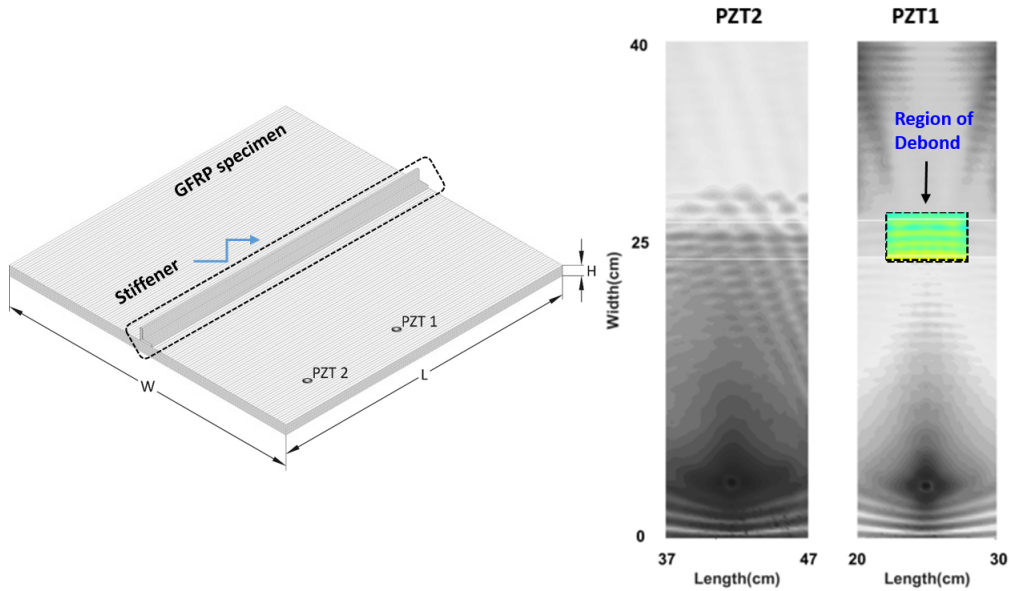 GFRP specimen
Stiffener
PZT 1
PZT 2
H
W
L
PZT2
PZT1
40
25
0
Width(cm)
Region of
Debond
37
47
Length(cm)
20
30
Length(cm)